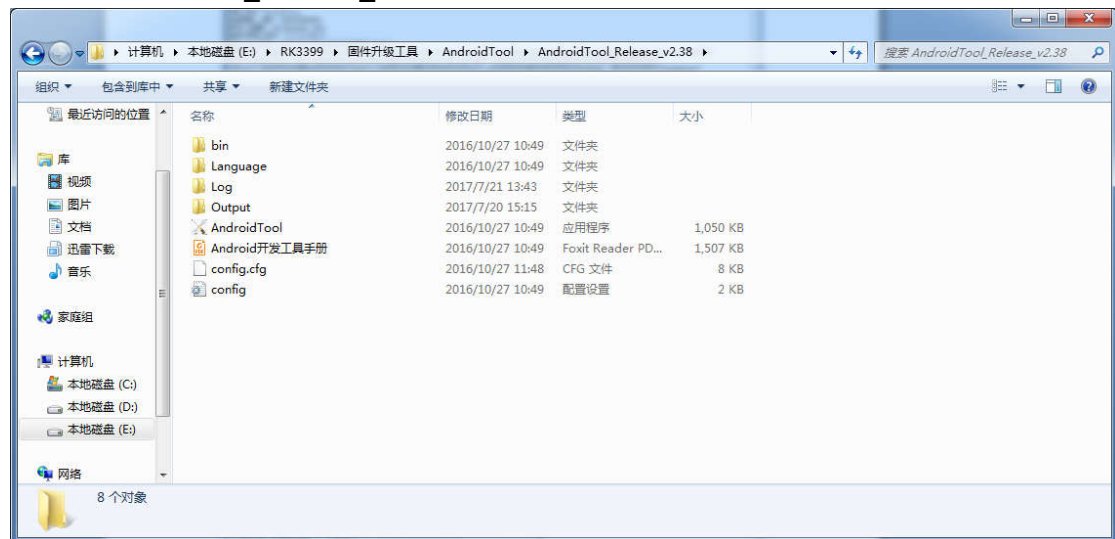 计算机 ▸ 本地磁盘 (E:) ▸ RK3399 ▸ 固件升级工具 ▸ AndroidTool ▸ AndroidTool_Release_v2.38 ▸
搜索 AndroidTool_Release_v2.38
组织 包含到库中 共享 新建文件夹
最近访问的位置
库
视频
图片
文档
迅雷下载
音乐
家庭组
计算机
本地磁盘 (C:)
本地磁盘 (D:)
本地磁盘 (E:)
网络
名称 修改日期 类型 大小
bin 2016/10/27 10:49 文件夹
Language 2016/10/27 10:49 文件夹
Log 2017/7/21 13:43 文件夹
Output 2017/7/20 15:15 文件夹
AndroidTool 2016/10/27 10:49 应用程序 1,050 KB
Android开发工具手册 2016/10/27 10:49 Foxit Reader PD... 1,507 KB
config.cfg 2016/10/27 11:48 CFG 文件 8 KB
config 2016/10/27 10:49 配置设置 2 KB
8 个对象